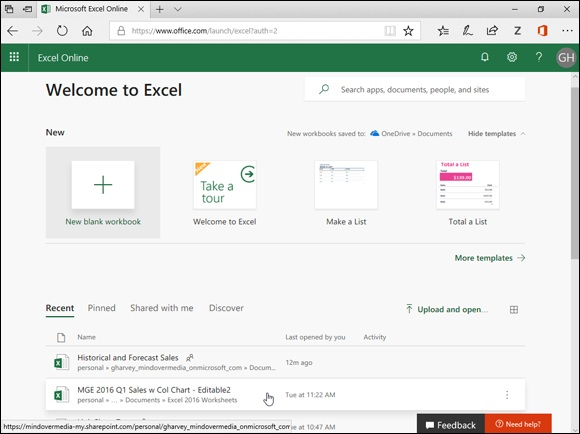 Microsoft Excel Online
https://www.office.com/launch/excel?auth=2
Excel Online
GH
Welcome to Excel
Search apps, documents, people, and sites
New
New workbooks saved to: OneDrive » Documents
Hide templates
Take a tour
Total a List
New blank workbook
Welcome to Excel
Make a List
Total a List
More templates
Recent Pinned Shared with me Discover
Upload and open...
Name Last opened by you Activity
Historical and Forecast Sales
personal » gharvey_mindovermedia_onmicrosoft_com » Docum...
12m ago
MGE 2016 Q1 Sales w Col Chart - Editable2
personal » ... » Documents » Excel 2016 Worksheets
Tue at 11:22 AM
https://mindovermedia-my.sharepoint.com/personal/gharvey_mindovermedia_onmicrosoft_com
ue at 10:47 AM
Feedback
Need help?